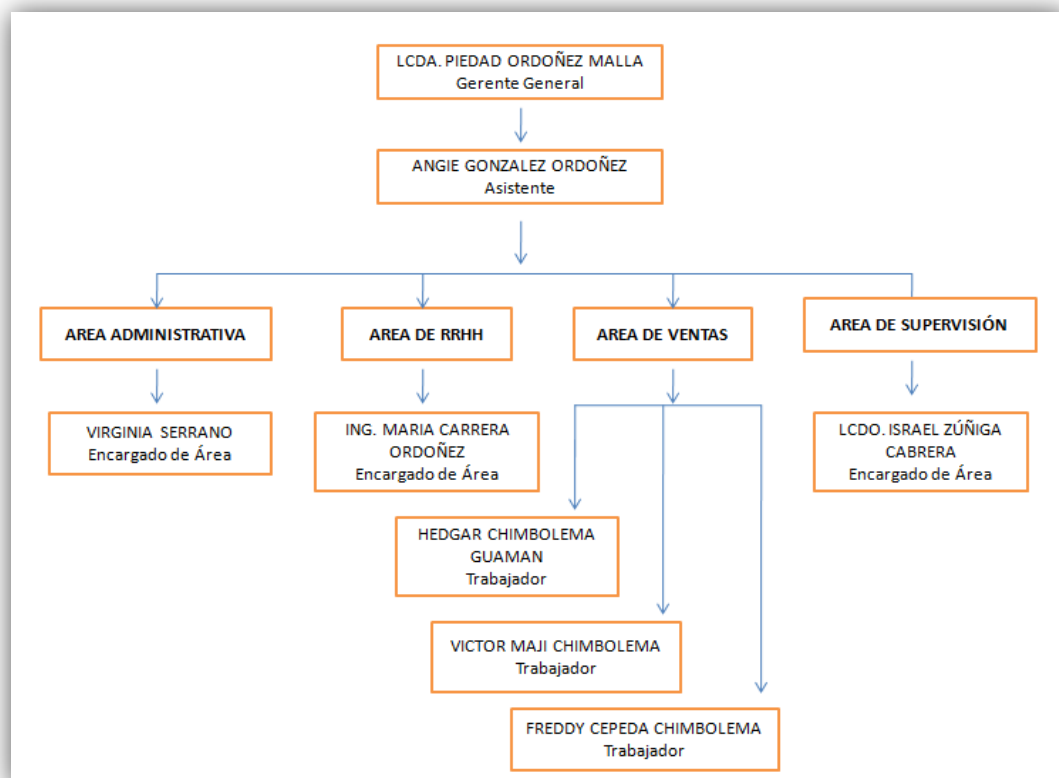 LCDA. PIEDAD ORDOÑEZ MALLA
Gerente General
ANGIE GONZALEZ ORDOÑEZ
Asistente
AREA ADMINISTRATIVA
AREA DE RRHH
AREA DE VENTAS
AREA DE SUPERVISIÓN
VIRGINIA SERRANO
Encargado de Área
ING. MARIA CARRERA
ORDOÑEZ
Encargado de Área
LCDO. ISRAEL ZÚÑIGA
CABRERA
Encargado de Área
HEDGAR CHIMBOLEMA
GUAMAN
Trabajador
VICTOR MAJI CHIMBOLEMA
Trabajador
FREDDY CEPEDA CHIMBOLEMA
Trabajador